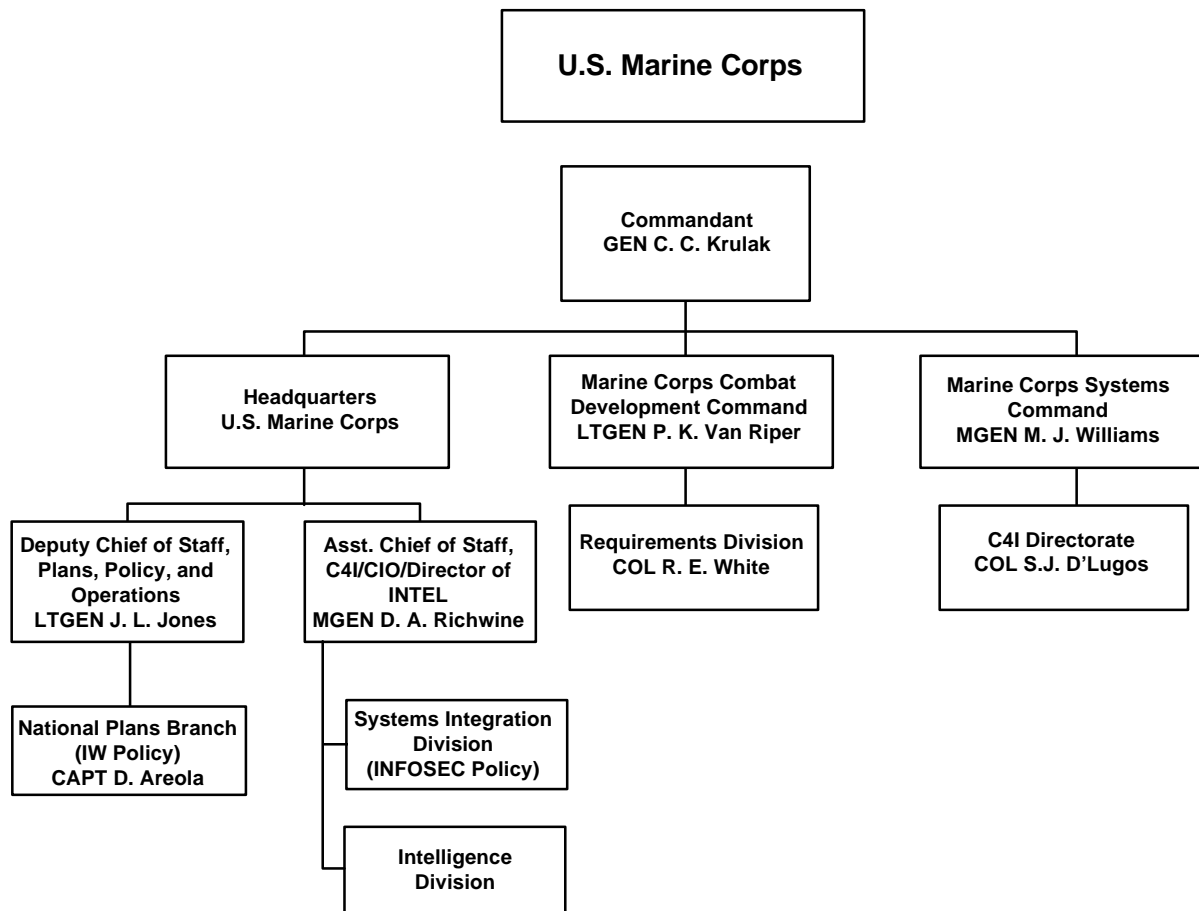 U.S. Marine Corps
Commandant
GEN C. C. Krulak
Headquarters
U.S. Marine Corps
Marine Corps Combat
Development Command
LTGEN P. K. Van Riper
Marine Corps Systems
Command
MGEN M. J. Williams
Deputy Chief of Staff,
Plans, Policy, and
Operations
LTGEN J. L. Jones
Asst. Chief of Staff,
C4I/CIO/Director of
INTEL
MGEN D. A. Richwine
Requirements Division
COL R. E. White
C4I Directorate
COL S.J. D’Lugos
National Plans Branch
(IW Policy)
CAPT D. Areola
Systems Integration
Division
(INFOSEC Policy)
Intelligence
Division